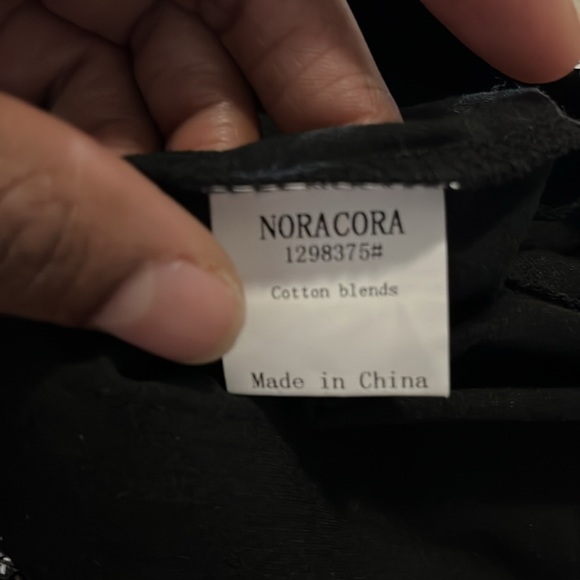 NORACORA
1298375#
Cotton blends
Made in China